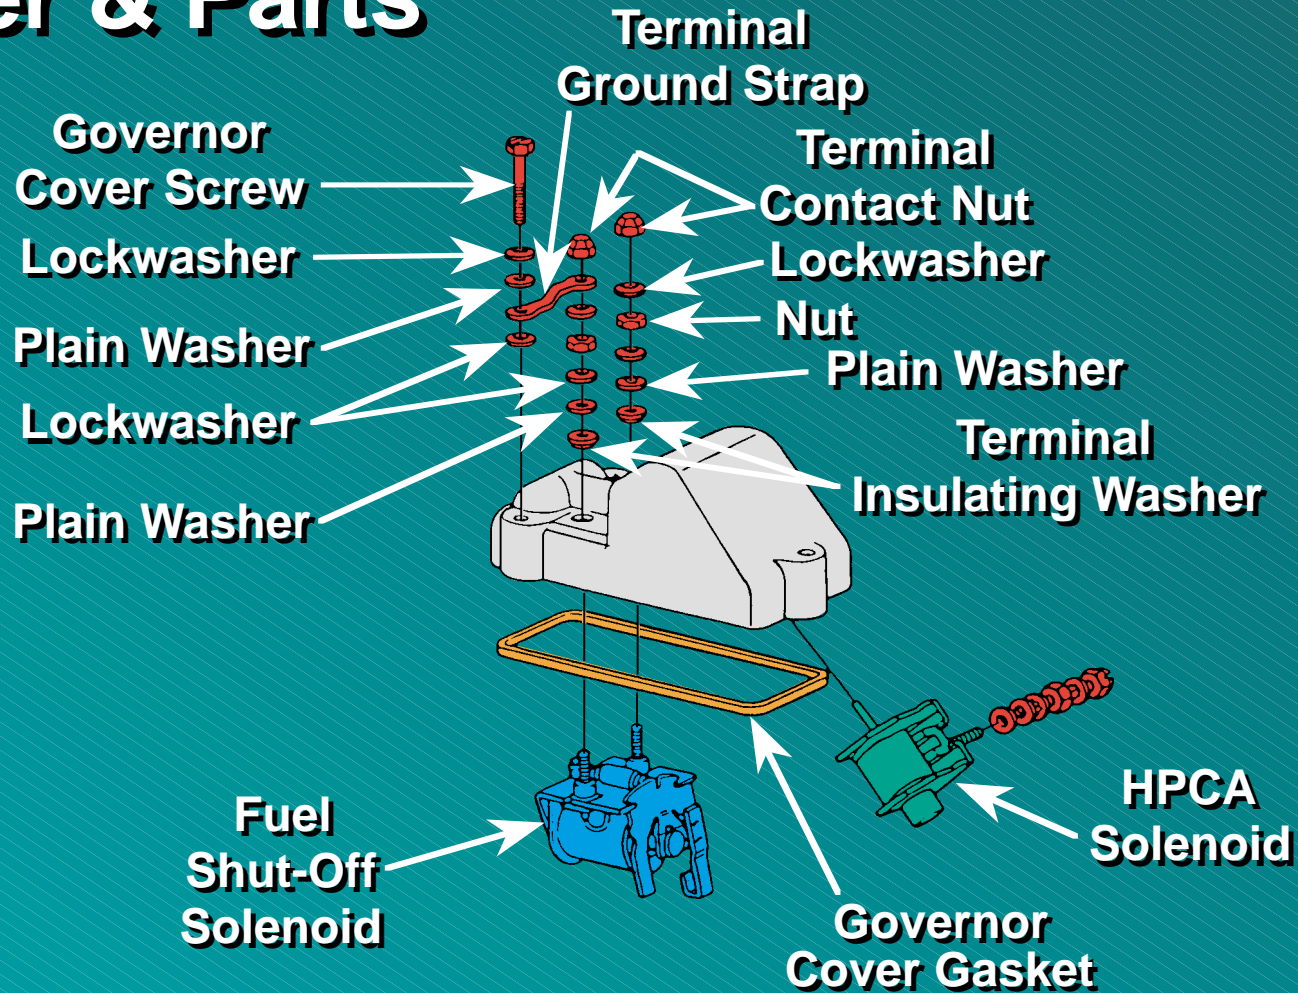 & Parts
Terminal
Ground Strap
Governor
Cover Screw
Terminal
Contact Nut
Lockwasher
Lockwasher
Nut
Plain Washer
Plain Washer
Lockwasher
Terminal
Insulating Washer
Plain Washer
HPCA
Solenoid
Fuel
Shut-Off
Solenoid
Governor
Cover Gasket